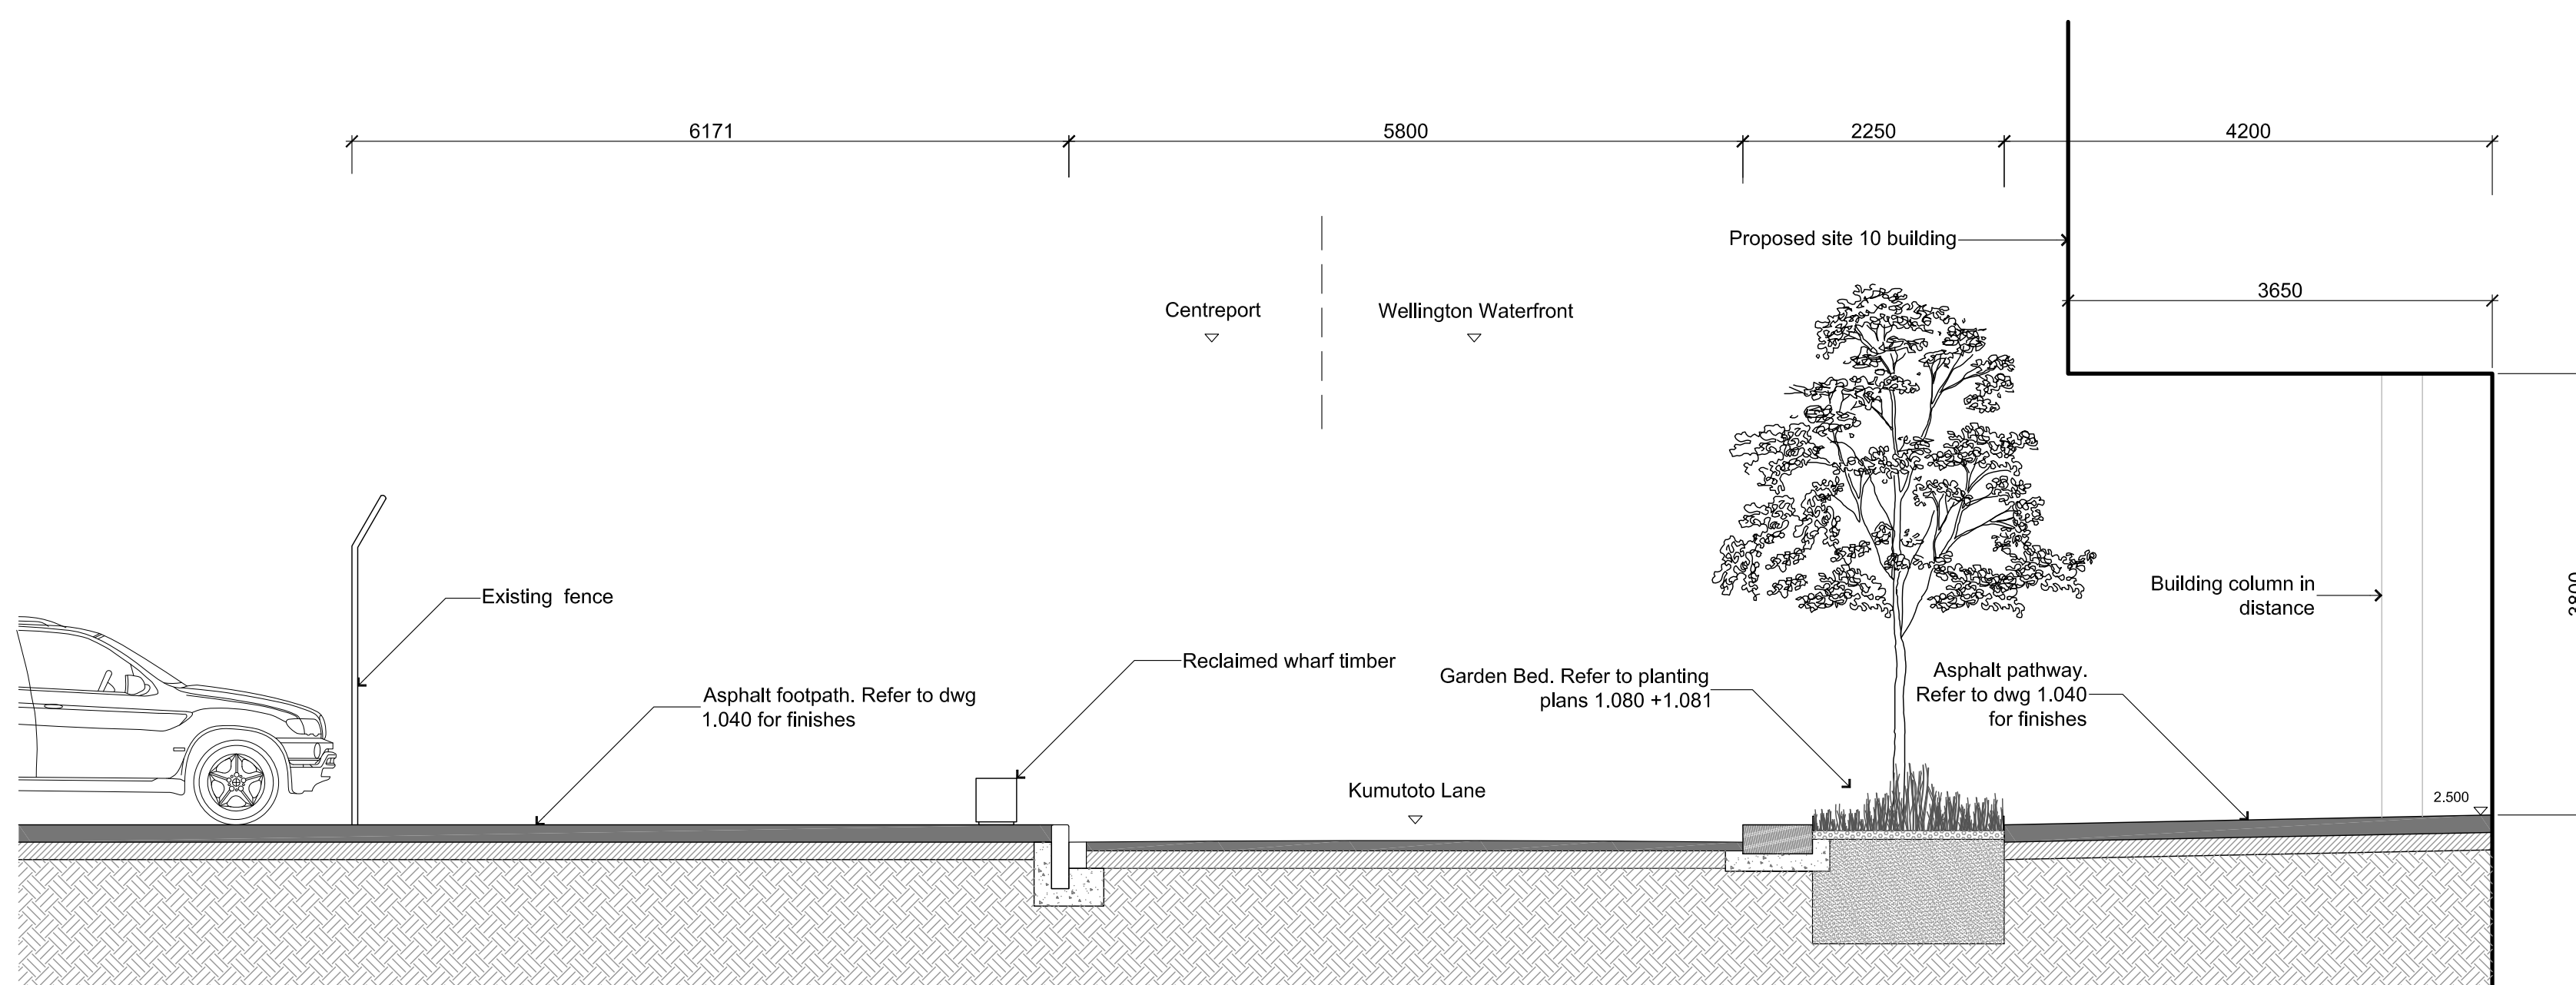 6171
5800
2250
4200
Proposed site 10 building
3650
Centreport
Wellington Waterfront
Existing fence
Building column in
distance
3800
Reclaimed wharf timber
Asphalt footpath. Refer to dwg
1.040 for finishes
Garden Bed. Refer to planting
plans 1.080 +1.081
Asphalt pathway.
Refer to dwg 1.040
for finishes
Kumutoto Lane
2.500